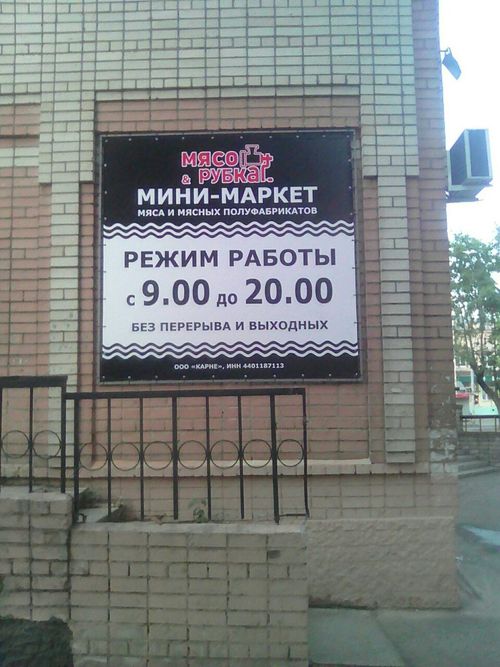 МЯСО
& РУБКА
МИНИ-МАРКЕТ
МЯСА И МЯСНЫХ ПОЛУФАБРИКАТОВ
РЕЖИМ РАБОТЫ
с 9.00 до 20.00
БЕЗ ПЕРЕРЫВА И ВЫХОДНЫХ
ООО «КАРНЕ», ИНН 4401187113